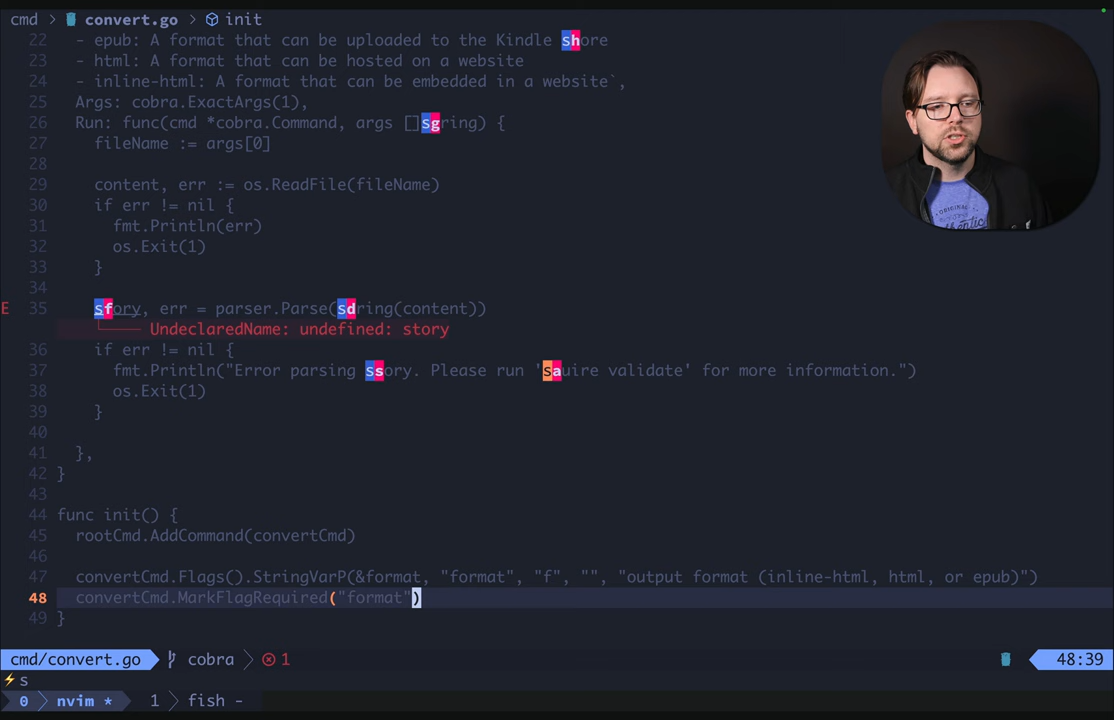 cmd > convert.go > init
22 - epub: A format that can be uploaded to the Kindle shore
23 - html: A format that can be hosted on a website
24 - inline-html: A format that can be embedded in a website`,
25 Args: cobra.ExactArgs(1),
26 Run: func(cmd *cobra.Command, args []sgring) {
27 fileName := args[0]
28
29 content, err := os.ReadFile(fileName)
30 if err != nil {
31 fmt.Println(err)
32 os.Exit(1)
33 }
34
E 35 sfory, err = parser.Parse(sdring(content))
UndeclaredName: undefined: story
36 if err != nil {
37 fmt.Println("Error parsing ssory. Please run 'sauire validate' for more information.")
38 os.Exit(1)
39 }
40
41 },
42 }
43
44 func init() {
45 rootCmd.AddCommand(convertCmd)
46
47 convertCmd.Flags().StringVarP(&format, "format", "f", "", "output format (inline-html, html, or epub)")
48 convertCmd.MarkFlagRequired("format")
49 }
cmd/convert.go cobra 1 48:39
⚡s
0 nvim * 1 fish -
ORIGINAL